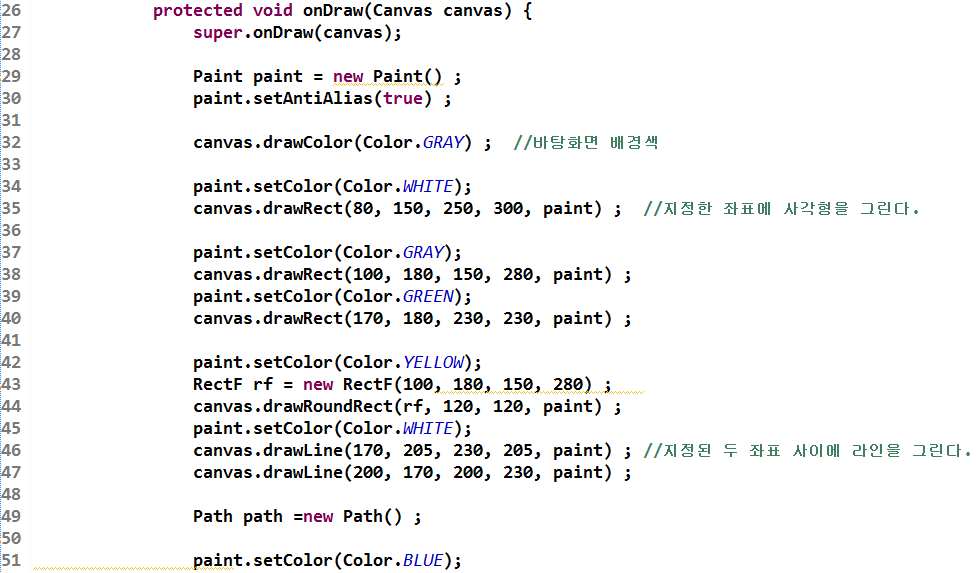 26 protected void onDraw(Canvas canvas) {
27 super.onDraw(canvas);
28
29 Paint paint = new Paint() ;
30 paint.setAntiAlias(true) ;
31
32 canvas.drawColor(Color.GRAY) ; //바탕화면 배경색
33
34 paint.setColor(Color.WHITE);
35 canvas.drawRect(80, 150, 250, 300, paint) ; //지정한 좌표에 사각형을 그린다.
36
37 paint.setColor(Color.GRAY);
38 canvas.drawRect(100, 180, 150, 280, paint) ;
39 paint.setColor(Color.GREEN);
40 canvas.drawRect(170, 180, 230, 230, paint) ;
41
42 paint.setColor(Color.YELLOW);
43 RectF rf = new RectF(100, 180, 150, 280) ;
44 canvas.drawRoundRect(rf, 120, 120, paint) ;
45 paint.setColor(Color.WHITE);
46 canvas.drawLine(170, 205, 230, 205, paint) ; //지정된 두 좌표 사이에 라인을 그린다.
47 canvas.drawLine(200, 170, 200, 230, paint) ;
48
49 Path path =new Path() ;
50
51 paint.setColor(Color.BLUE);